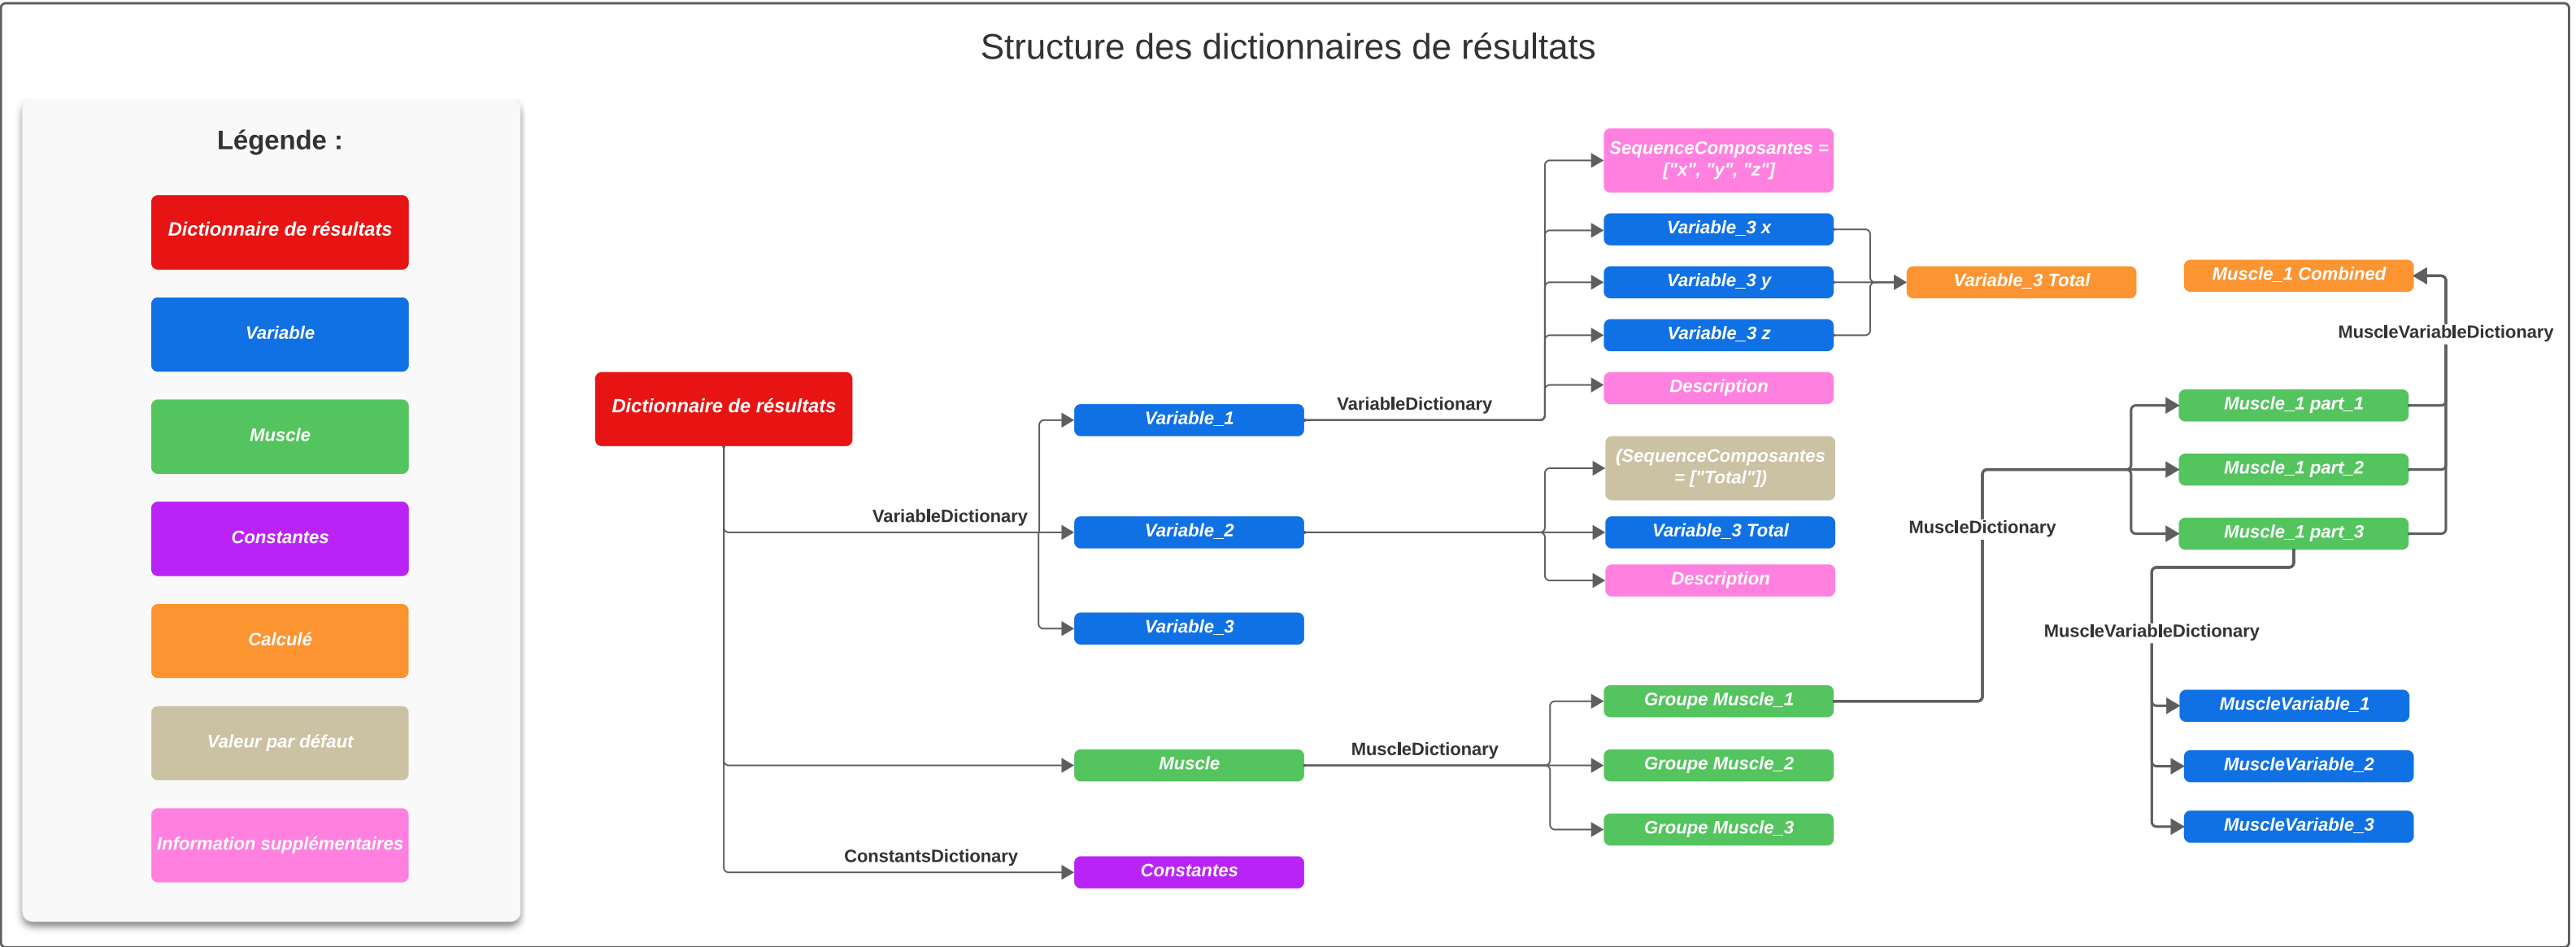 Structure des dictionnaires de résultats
Légende :
Dictionnaire de résultats
Variable
Muscle
Constantes
Calculé
Valeur par défaut
Information supplémentaires
Dictionnaire de résultats
VariableDictionary
ConstantsDictionary
Variable_1
Variable_2
Variable_3
Muscle
Constantes
VariableDictionary
MuscleDictionary
SequenceComposantes =
["x", "y", "z"]
Variable_3 x
Variable_3 y
Variable_3 z
Description
(SequenceComposantes
= ["Total"])
Variable_3 Total
Description
Groupe Muscle_1
Groupe Muscle_2
Groupe Muscle_3
Variable_3 Total
MuscleDictionary
Muscle_1 Combined
MuscleVariableDictionary
Muscle_1 part_1
Muscle_1 part_2
Muscle_1 part_3
MuscleVariableDictionary
MuscleVariable_1
MuscleVariable_2
MuscleVariable_3